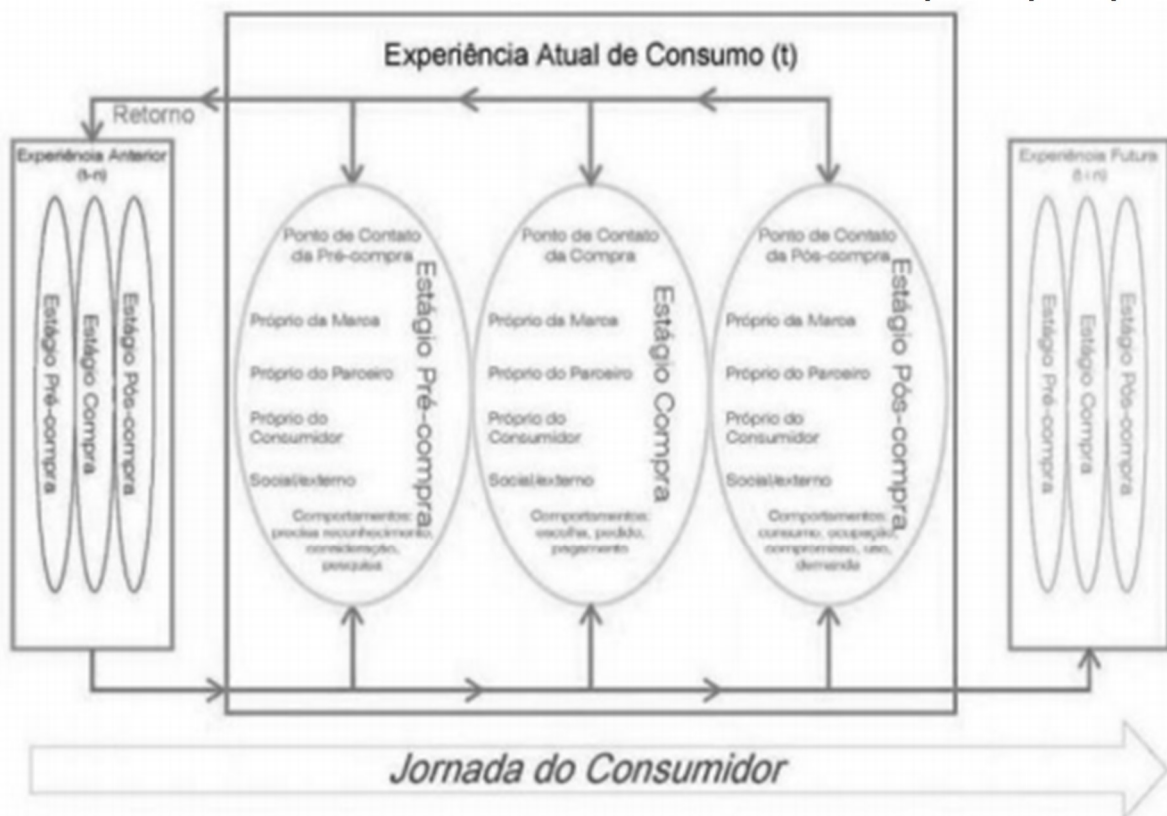 Experiência Atual de Consumo (t)
Retorno
Experiência Anterior
(t-n)
Estágio Pré-compra
Estágio Compra
Estágio Pós-compra
Ponto de Contato
da Pré-compra
Próprio da Marca
Próprio do Parceiro
Próprio do
Consumidor
Social/externo
Comportamentos:
precisa reconhecimento,
consideração,
pesquisa
Estágio Pré-compra
Ponto de Contato
da Compra
Próprio da Marca
Próprio do Parceiro
Próprio do
Consumidor
Social/externo
Comportamentos:
escolha, pedido,
pagamento
Estágio Compra
Ponto de Contato
da Pós-compra
Próprio da Marca
Próprio do Parceiro
Próprio do
Consumidor
Social/externo
Comportamentos:
consumo, ocupação,
compromisso, uso,
demanda
Estágio Pós-compra
Experiência Futura
(t+n)
Estágio Pré-compra
Estágio Compra
Estágio Pós-compra
Jornada do Consumidor